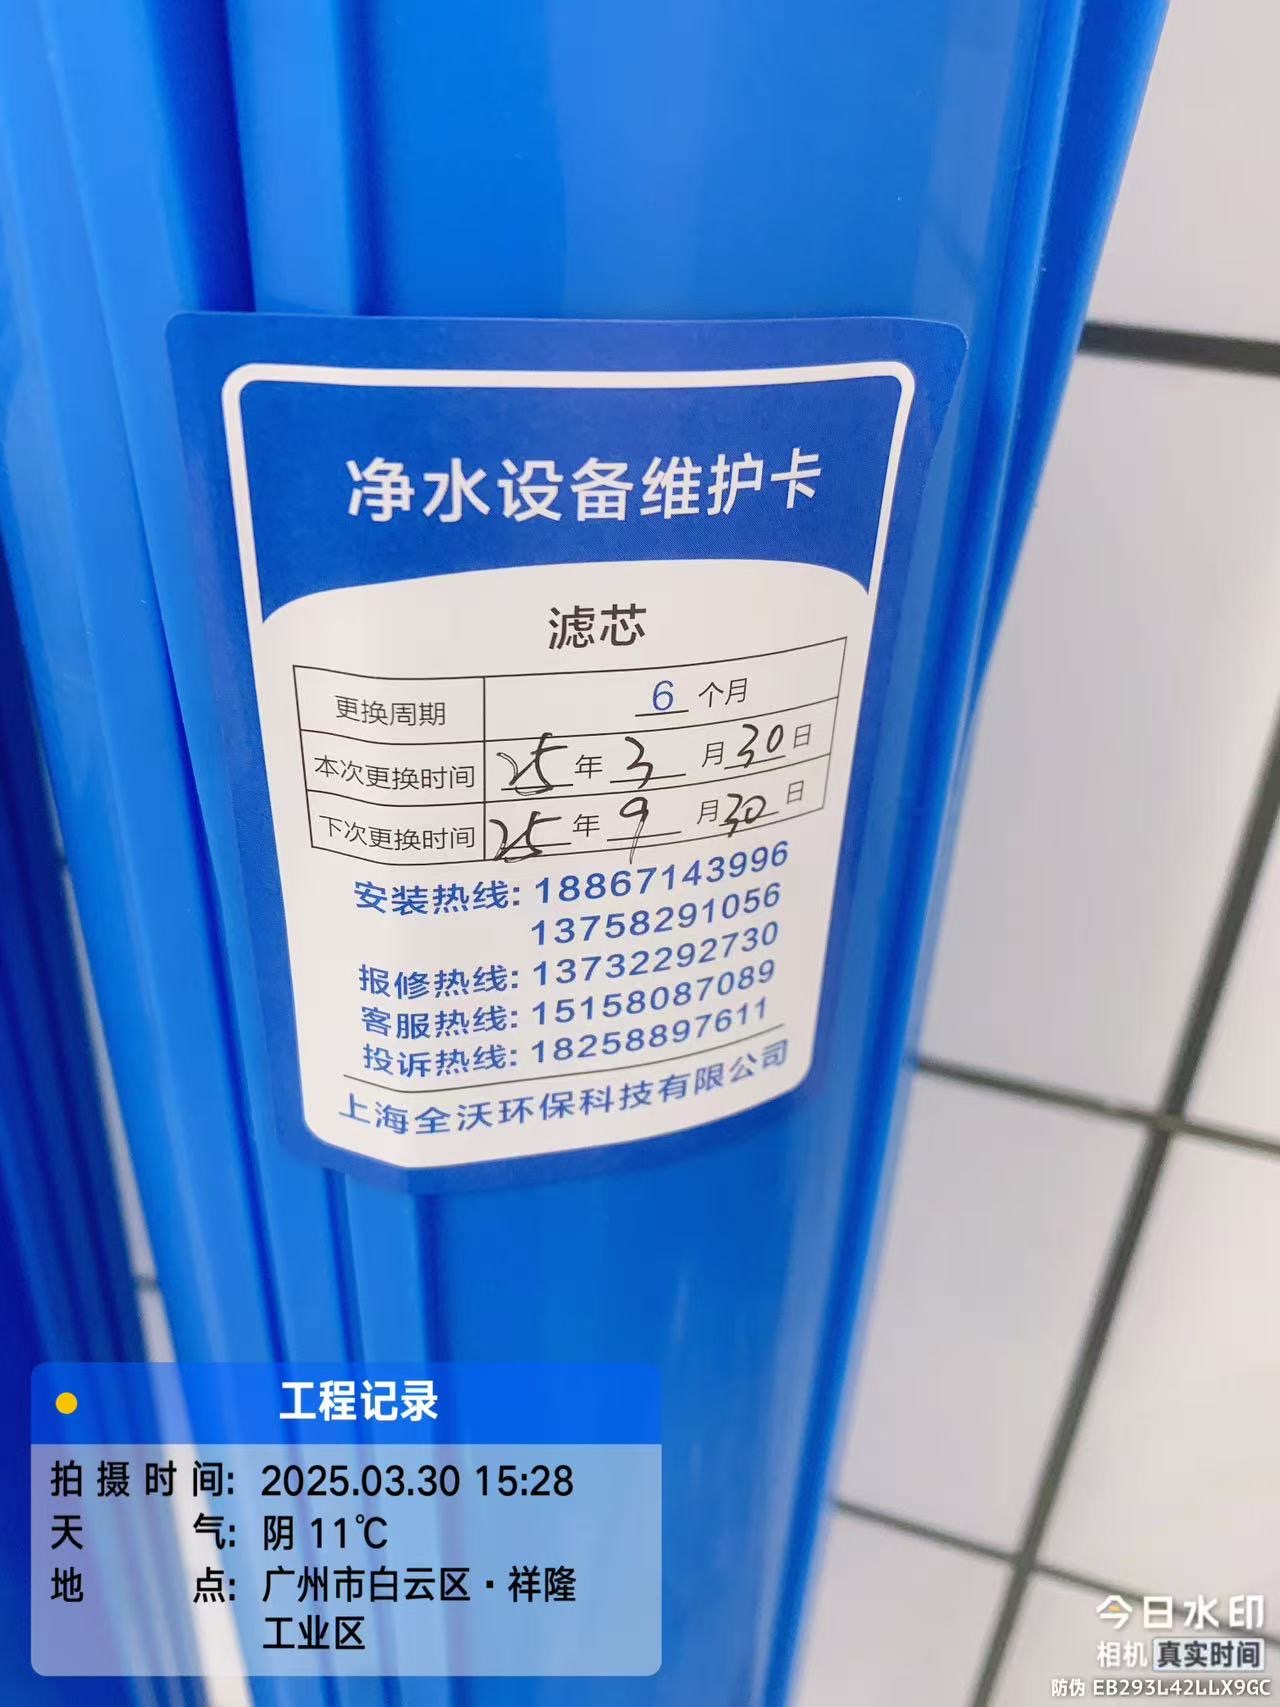 净水设备维护卡
滤芯
更换周期 6 个月
本次更换时间 25 年 3 月 30 日
下次更换时间 25 年 9 月 30 日
安装热线: 18867143996
13758291056
报修热线: 13732292730
客服热线: 15158087089
投诉热线: 18258897611
上海全沃环保科技有限公司
工程记录
拍摄时间: 2025.03.30 15:28
天气: 阴 11℃
地点: 广州市白云区·祥隆
工业区
今日水印
相机 真实时间
防伪 EB293L42LLX9GC